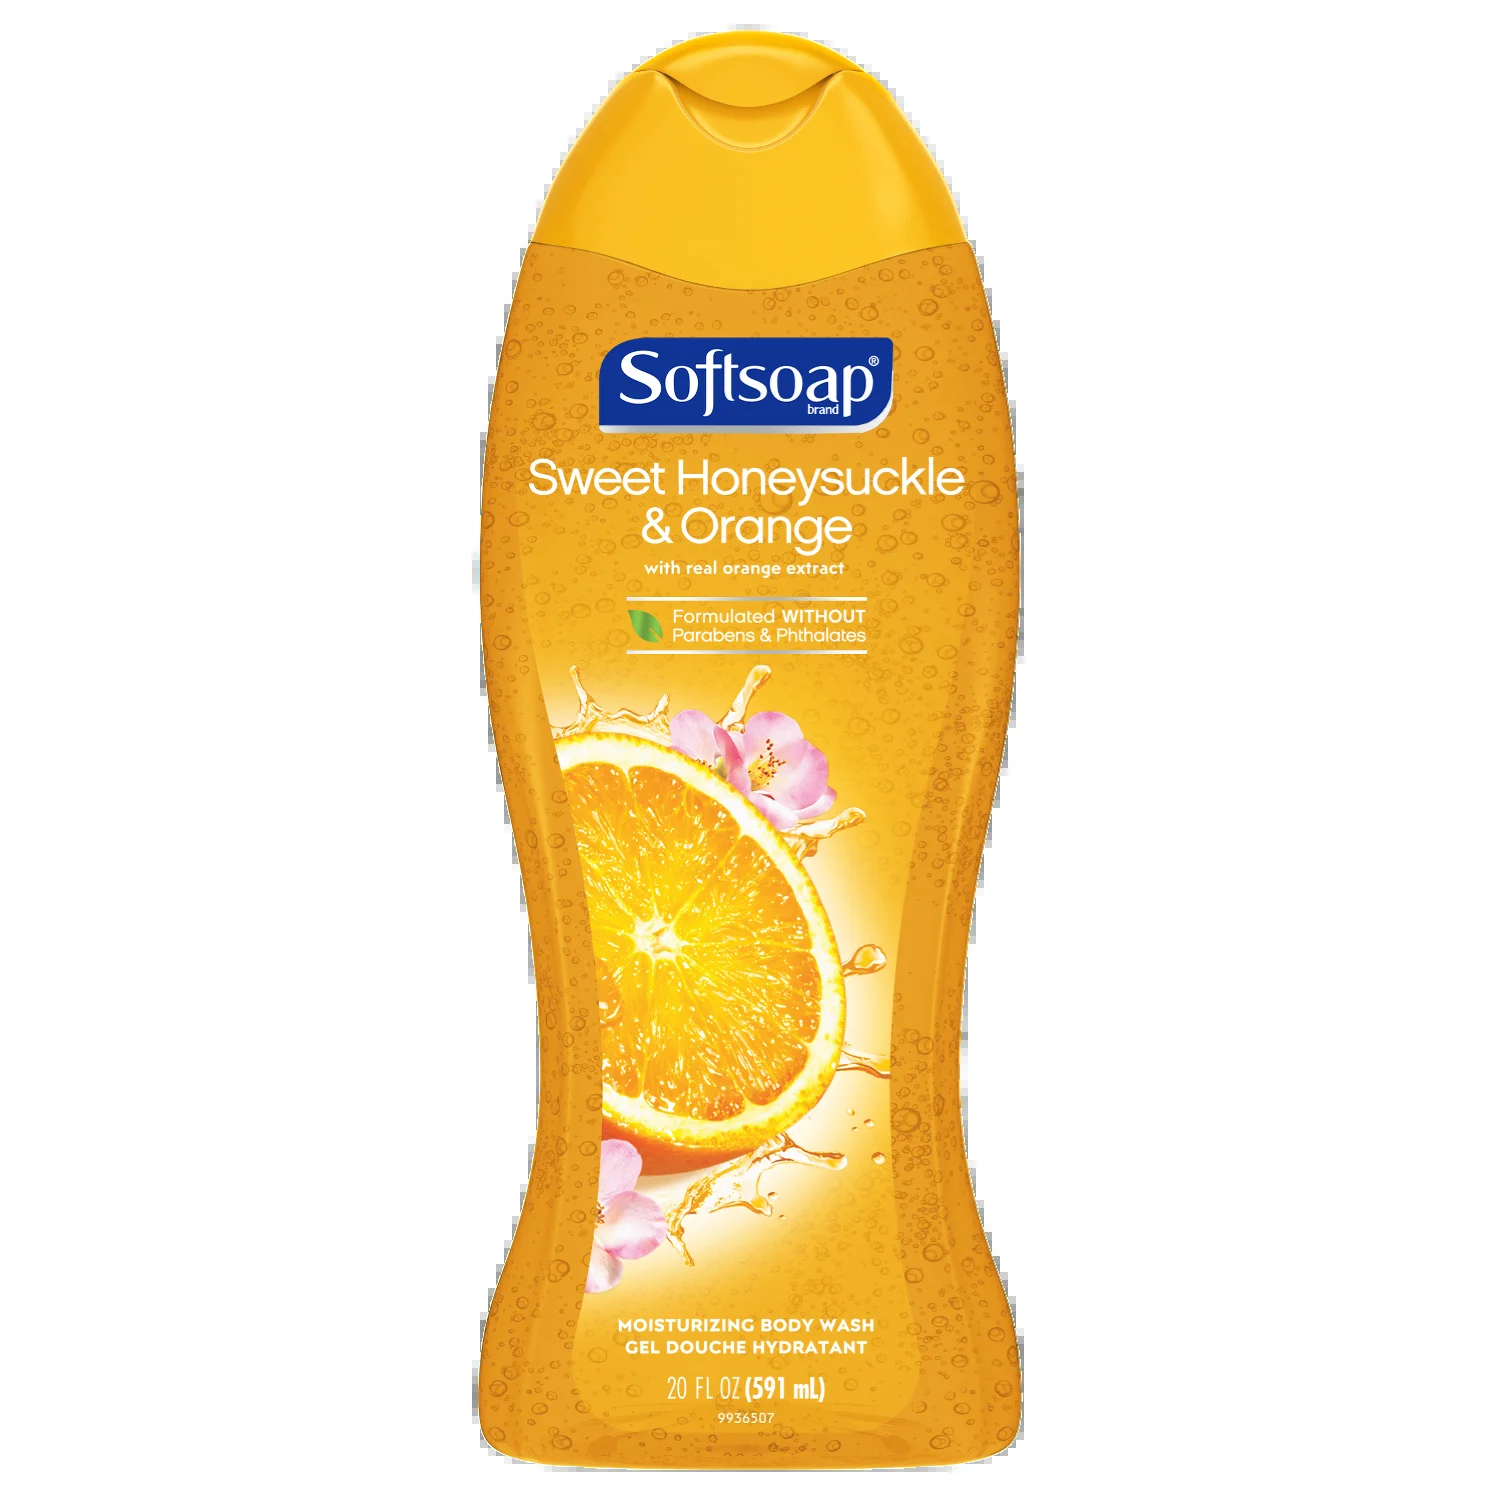 Softsoap®
brand
Sweet Honeysuckle
& Orange
with real orange extract
Formulated WITHOUT
Parabens & Phthalates
MOISTURIZING BODY WASH
GEL DOUCHE HYDRATANT
20 FL OZ (591 mL)
9936507